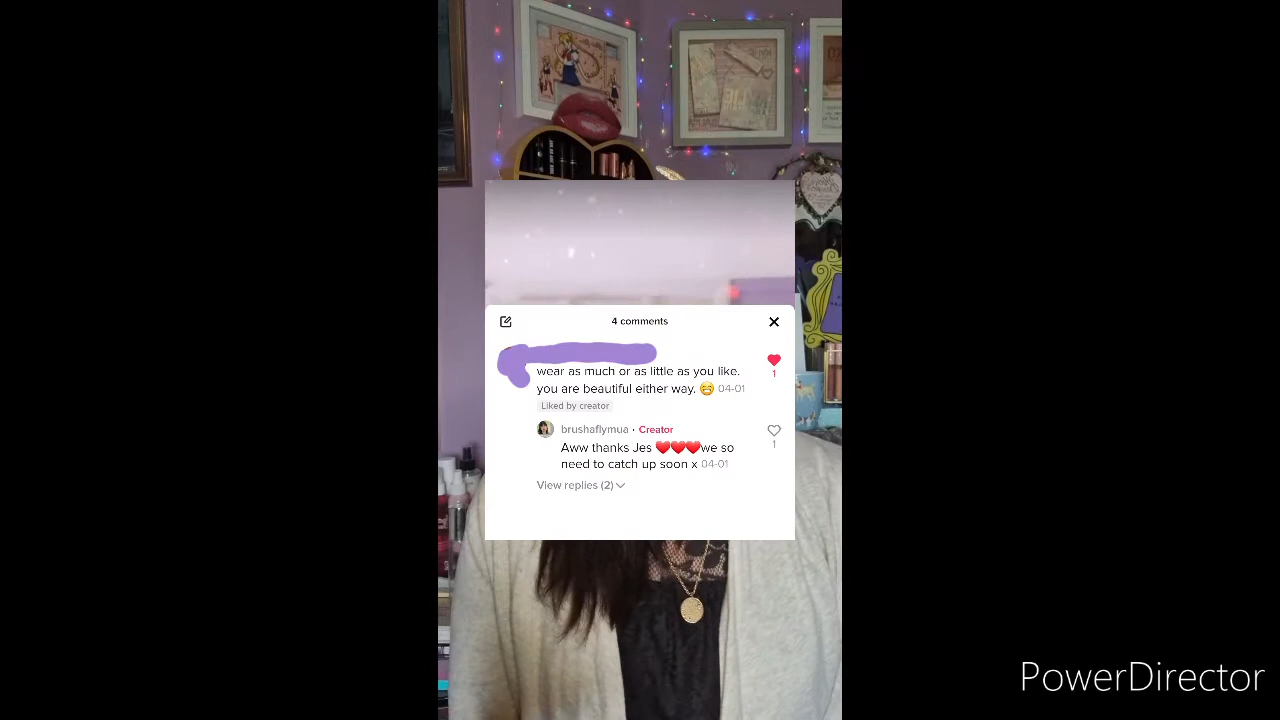 4 comments
wear as much or as little as you like.
you are beautiful either way. 😁 04-01
Liked by creator
1
brushaflymua · Creator
Aww thanks Jes ❤️❤️❤️we so
need to catch up soon x 04-01
1
View replies (2)
PowerDirector